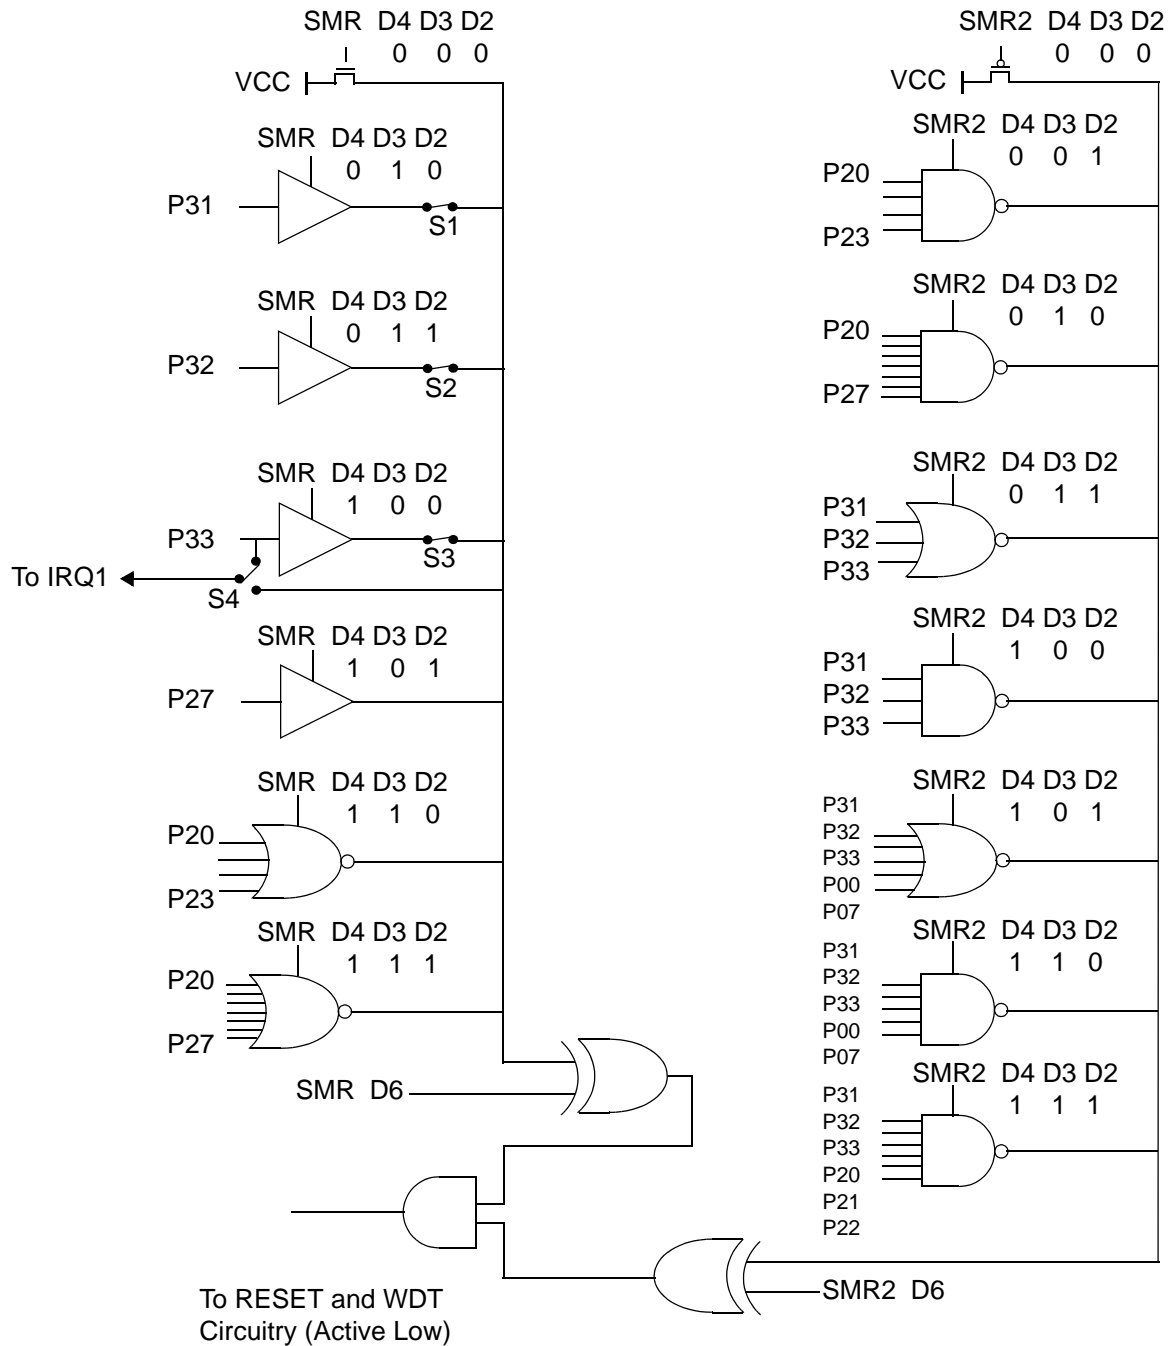 SMR D4 D3 D2
0 0 0
VCC
SMR D4 D3 D2
0 1 0
P31
S1
SMR D4 D3 D2
0 1 1
P32
S2
SMR D4 D3 D2
1 0 0
P33
S3
To IRQ1
S4
SMR D4 D3 D2
1 0 1
P27
SMR D4 D3 D2
1 1 0
P20
P23
SMR D4 D3 D2
1 1 1
P20
P27
SMR D6
To RESET and WDT
Circuitry (Active Low)
SMR2 D4 D3 D2
0 0 0
VCC
SMR2 D4 D3 D2
0 0 1
P20
P23
SMR2 D4 D3 D2
0 1 0
P20
P27
SMR2 D4 D3 D2
0 1 1
P31
P32
P33
SMR2 D4 D3 D2
1 0 0
P31
P32
P33
SMR2 D4 D3 D2
1 0 1
P31
P32
P33
P00
P07
SMR2 D4 D3 D2
1 1 0
P31
P32
P33
P00
P07
SMR2 D4 D3 D2
1 1 1
P31
P32
P33
P20
P21
P22
SMR2 D6